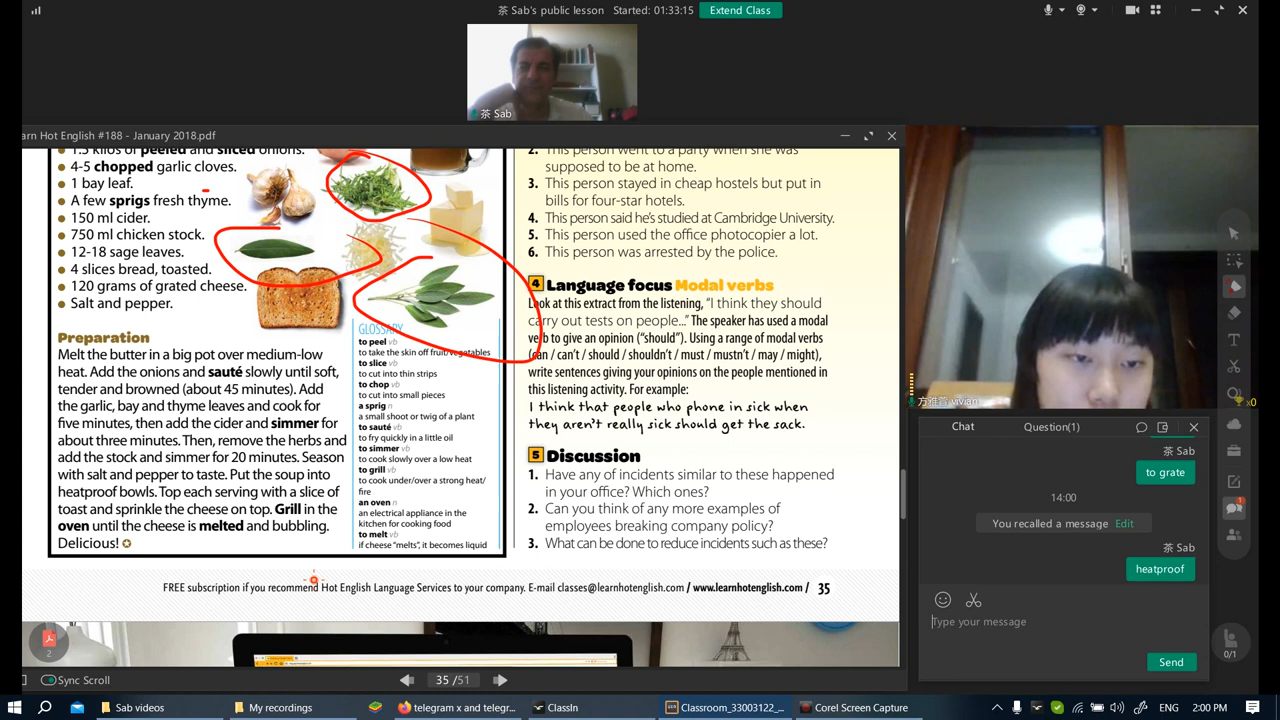 茶 Sab's public lesson Started: 01:33:15 Extend Class
茶 Sab
arn Hot English #188 - January 2018.pdf
1.5 kilos of peeled and sliced onions.
4-5 chopped garlic cloves.
1 bay leaf.
A few sprigs fresh thyme.
150 ml cider.
750 ml chicken stock.
12-18 sage leaves.
4 slices bread, toasted.
120 grams of grated cheese.
Salt and pepper.
Preparation
Melt the butter in a big pot over medium-low
heat. Add the onions and sauté slowly until soft,
tender and browned (about 45 minutes). Add
the garlic, bay and thyme leaves and cook for
five minutes, then add the cider and simmer for
about three minutes. Then, remove the herbs and
add the stock and simmer for 20 minutes. Season
with salt and pepper to taste. Put the soup into
heatproof bowls. Top each serving with a slice of
toast and sprinkle the cheese on top. Grill in the
oven until the cheese is melted and bubbling.
Delicious!
GLOSSARY
to peel vb
to take the skin off fruit/vegetables
to slice vb
to cut into thin strips
to chop vb
to cut into small pieces
a sprig n
a small shoot or twig of a plant
to sauté vb
to fry quickly in a little oil
to simmer vb
to cook slowly over a low heat
to grill vb
to cook under/over a strong heat/
fire
an oven n
an electrical appliance in the
kitchen for cooking food
to melt vb
if cheese "melts", it becomes liquid
2. This person went to a party when she was
supposed to be at home.
3. This person stayed in cheap hostels but put in
bills for four-star hotels.
4. This person said he's studied at Cambridge University.
5. This person used the office photocopier a lot.
6. This person was arrested by the police.
4 Language focus Modal verbs
Look at this extract from the listening, "I think they should
carry out tests on people..." The speaker has used a modal
verb to give an opinion ("should"). Using a range of modal verbs
(can / can't / should / shouldn't / must / mustn't / may / might),
write sentences giving your opinions on the people mentioned in
this listening activity. For example:
I think that people who phone in sick when
they aren't really sick should get the sack.
5 Discussion
1. Have any of incidents similar to these happened
in your office? Which ones?
2. Can you think of any more examples of
employees breaking company policy?
3. What can be done to reduce incidents such as these?
FREE subscription if you recommend Hot English Language Services to your company. E-mail classes@learnhotenglish.com / www.learnhotenglish.com / 35
2
Sync Scroll
35 /51
vivian
x0
Chat Question(1)
茶 Sab
to grate
14:00
You recalled a message Edit
茶 Sab
heatproof
Type your message
Send
1
0/1
Sab videos
My recordings
telegram x and telegr...
ClassIn
Classroom_33003122_...
Corel Screen Capture
2:00 PM